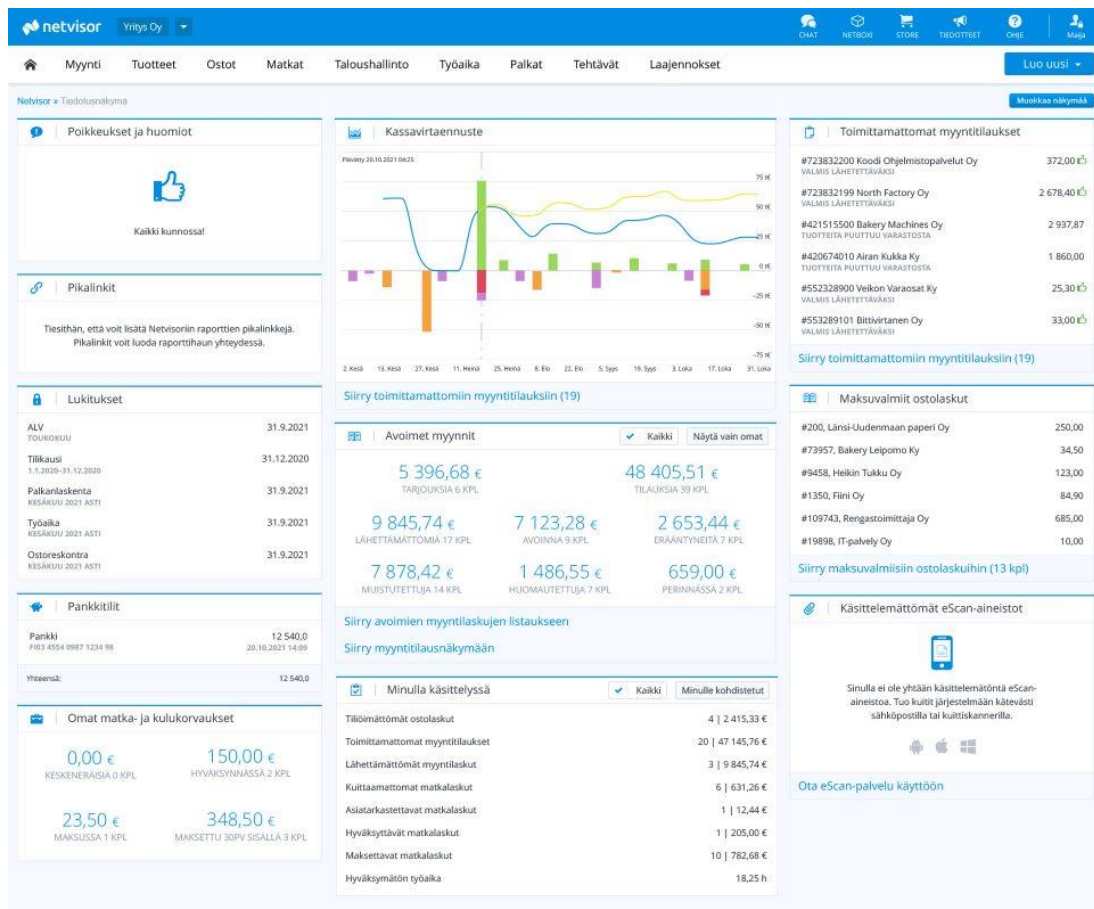 netvisor Yritys Oy
CHAT NETBOXI STORE TIEDOTTEET OHJE Maija
Myynti Tuotteet Ostot Matkat Taloushallinto Työaika Palkat Tehtävät Laajennokset Luo uusi
Netvisor » Tiedotusnäkymä Muokkaa näkymää
Poikkeukset ja huomiot
Kaikki kunnossa!
Pikalinkit
Tiesithän, että voit lisätä Netvisoriin raporttien pikalinkkejä.
Pikalinkit voit luoda raporttihaun yhteydessä.
Lukitukset
ALV 31.9.2021
TOUKOKUU
Tilikausi 31.12.2020
1.1.2020-31.12.2020
Palkanlaskenta 31.9.2021
KESÄKUU 2021 ASTI
Työaika 31.9.2021
KESÄKUU 2021 ASTI
Ostoreskontra 31.9.2021
KESÄKUU 2021 ASTI
Pankkitilit
Pankki 12 540,0
FI03 4554 0987 1234 98 20.10.2021 14:09
Yhteensä: 12 540,0
Omat matka- ja kulukorvaukset
0,00 € 150,00 €
KESKENERÄISIÄ 0 KPL HYVÄKSYNNÄSSÄ 2 KPL
23,50 € 348,50 €
MAKSUSSA 1 KPL MAKSETTU 30PV SISÄLLÄ 3 KPL
Kassavirtaennuste
Päivätty 20.10.2021 04:25
75 t€
50 t€
25 t€
0 t€
-25 t€
-50 t€
-75 t€
2. Kesä 13. Kesä 27. Kesä 11. Heinä 25. Heinä 8. Elo 22. Elo 5. Syys 19. Syys 3. Loka 17. Loka 31. Loka
Siirry toimittamattomiin myyntitilauksiin (19)
Avoimet myynnit Kaikki Näytä vain omat
5 396,68 € 48 405,51 €
TARJOUKSIA 6 KPL TILAUKSIA 39 KPL
9 845,74 € 7 123,28 € 2 653,44 €
LÄHETTÄMÄTTÖMIÄ 17 KPL AVOINNA 9 KPL ERÄÄNTYNEITÄ 7 KPL
7 878,42 € 1 486,55 € 659,00 €
MUISTUTETTUJA 14 KPL HUOMAUTETTUJA 7 KPL PERINNÄSSÄ 2 KPL
Siirry avoimien myyntilaskujen listaukseen
Siirry myyntitilausnäkymään
Minulla käsittelyssä Kaikki Minulle kohdistetut
Tiliöimättömät ostolaskut 4 | 2 415,33 €
Toimittamattomat myyntitilaukset 20 | 47 145,76 €
Lähettämättömät myyntilaskut 3 | 9 845,74 €
Kuittaamattomat matkalaskut 6 | 631,26 €
Asiatarkastettavat matkalaskut 1 | 12,44 €
Hyväksyttävät matkalaskut 1 | 205,00 €
Maksettavat matkalaskut 10 | 782,68 €
Hyväksymätön työaika 18,25 h
Toimittamattomat myyntitilaukset
#723832200 Koodi Ohjelmistopalvelut Oy 372,00
VALMIS LÄHETETTÄVÄKSI
#723832199 North Factory Oy 2 678,40
VALMIS LÄHETETTÄVÄKSI
#421515500 Bakery Machines Oy 2 937,87
TUOTTEITA PUUTTUU VARASTOSTA
#420674010 Airan Kukka Ky 1 860,00
TUOTTEITA PUUTTUU VARASTOSTA
#552328900 Veikon Varaosat Ky 25,30
VALMIS LÄHETETTÄVÄKSI
#553289101 Bittivirtanen Oy 33,00
VALMIS LÄHETETTÄVÄKSI
Siirry toimittamattomiin myyntitilauksiin (19)
Maksuvalmiit ostolaskut
#200, Länsi-Uudenmaan paperi Oy 250,00
#73957, Bakery Leipomo Ky 34,50
#9458, Heikin Tukku Oy 123,00
#1350, Fiini Oy 84,90
#109743, Rengastoimittaja Oy 685,00
#19898, IT-palvely Oy 10,00
Siirry maksuvalmisiin ostolaskuihin (13 kpl)
Käsittelemättömät eScan-aineistot
Sinulla ei ole yhtään käsittelemätöntä eScan-
aineistoa. Tuo kuitit järjestelmään kätevästi
sähköpostilla tai kuittiskannerilla.
Ota eScan-palvelu käyttöön